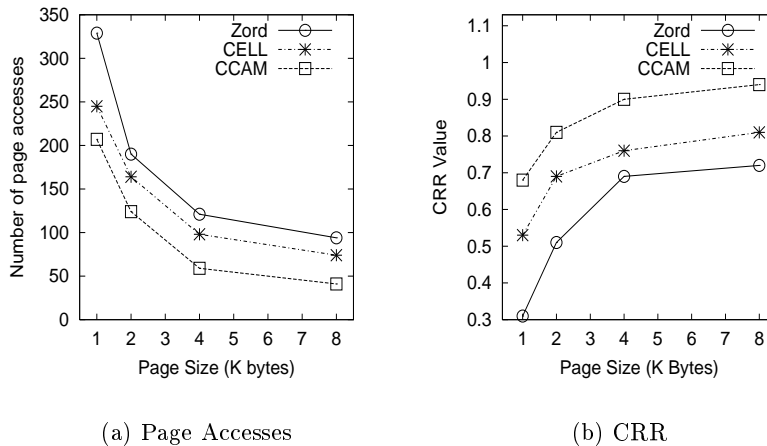 350
300
250
200
150
100
50
0
Number of page accesses
Zord
CELL
CCAM
1 2 3 4 5 6 7 8
Page Size (K bytes)
(a) Page Accesses
1.1
1
0.9
0.8
0.7
0.6
0.5
0.4
0.3
CRR Value
Zord
CELL
CCAM
1 2 3 4 5 6 7 8
Page Size (K Bytes)
(b) CRR